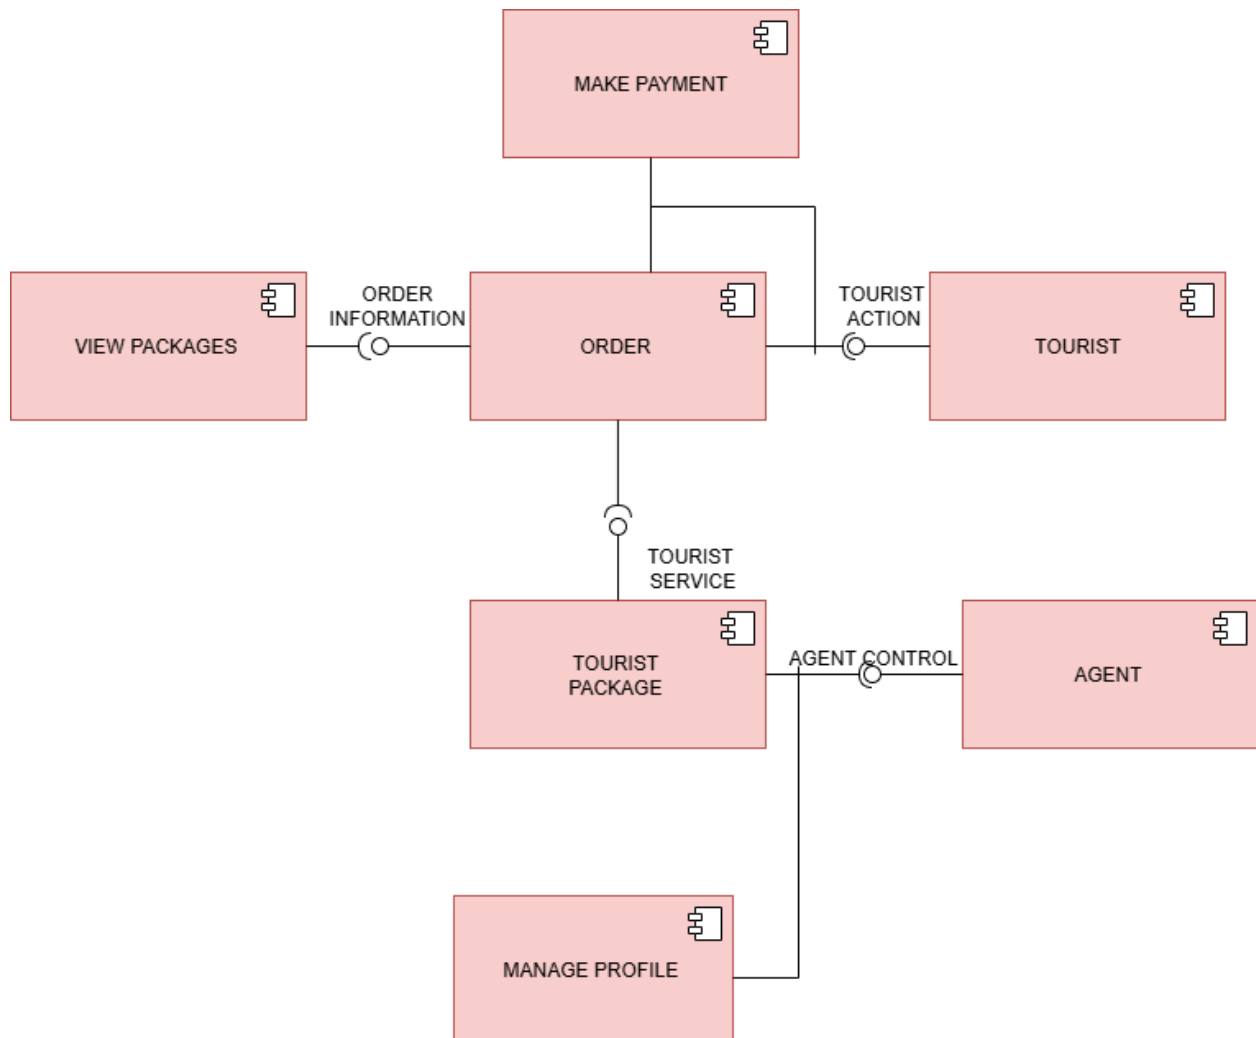 MAKE PAYMENT
ORDER
INFORMATION
TOURIST
ACTION
VIEW PACKAGES
ORDER
TOURIST
TOURIST
SERVICE
AGENT CONTROL
TOURIST
PACKAGE
AGENT
MANAGE PROFILE